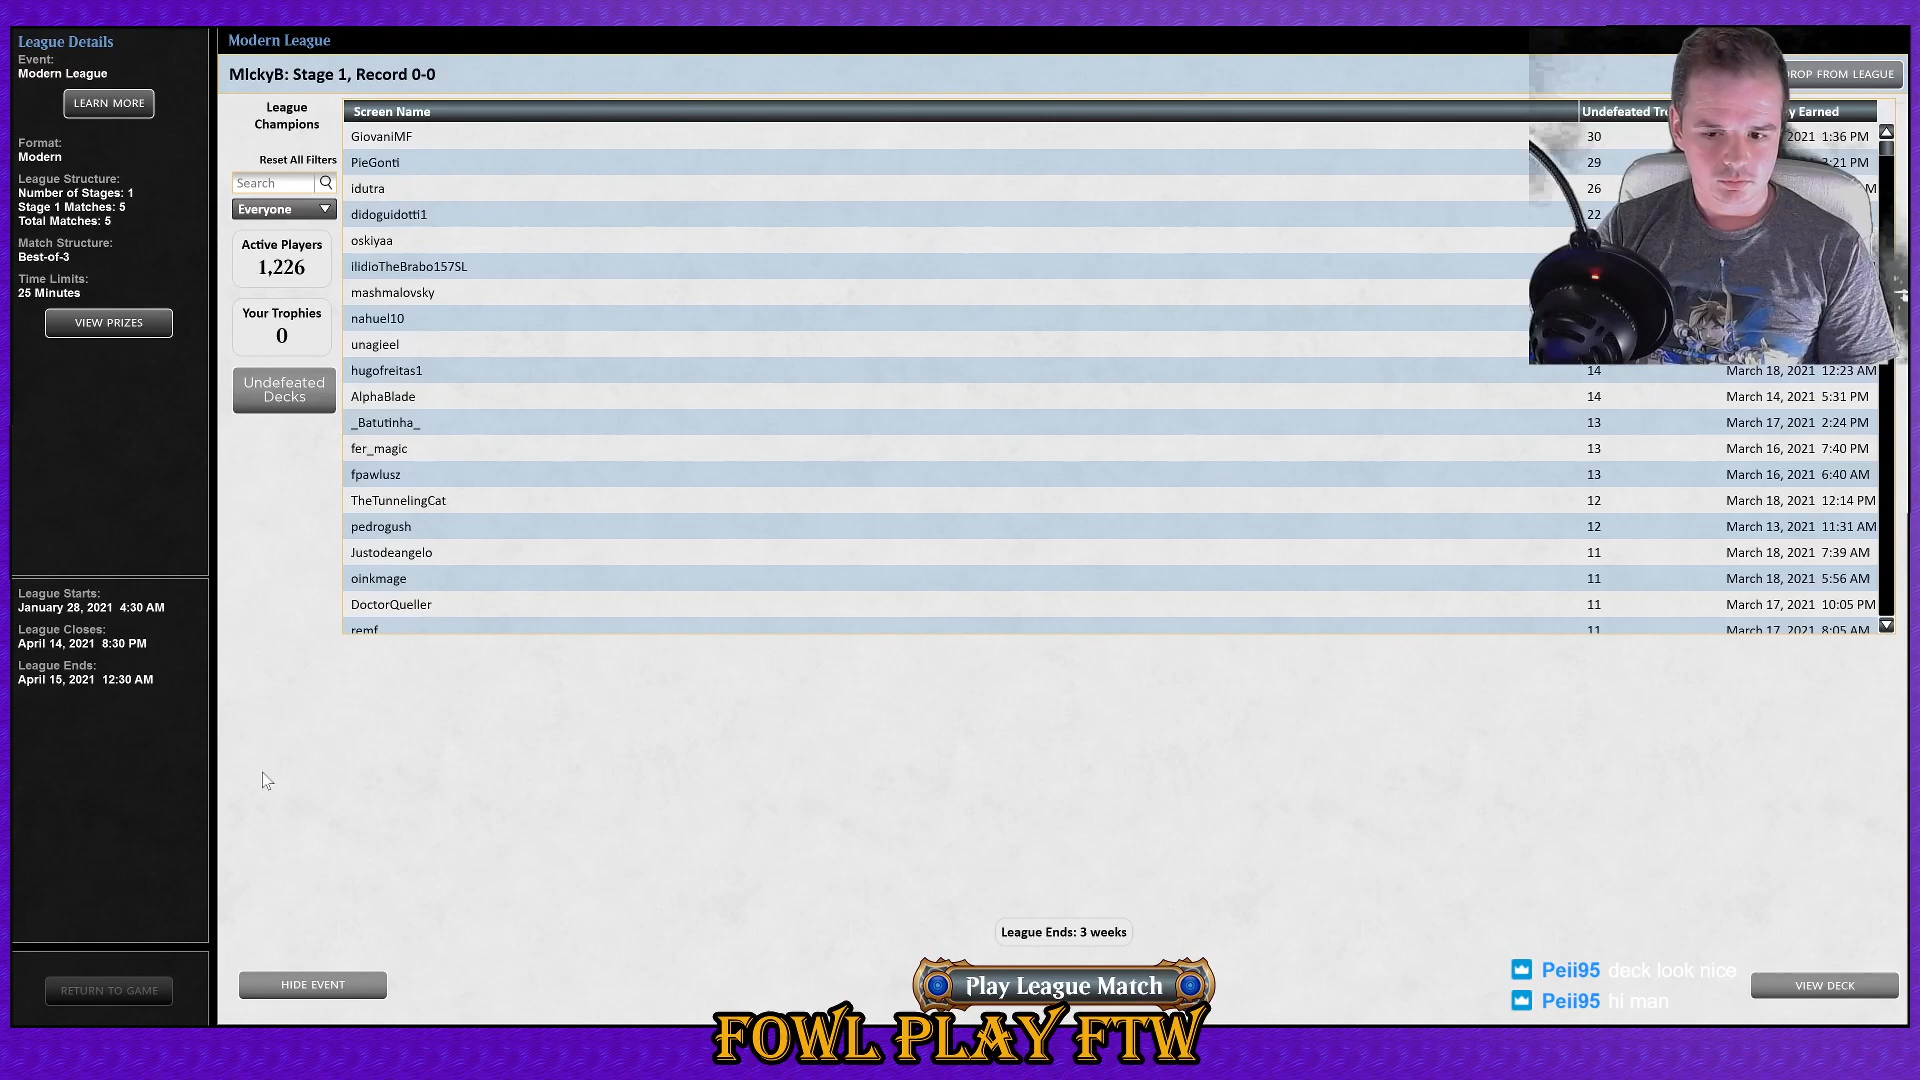 League Details
Event:
Modern League
LEARN MORE
Format:
Modern
League Structure:
Number of Stages: 1
Stage 1 Matches: 5
Total Matches: 5
Match Structure:
Best-of-3
Time Limits:
25 Minutes
VIEW PRIZES
League Starts:
January 28, 2021 4:30 AM
League Closes:
April 14, 2021 8:30 PM
League Ends:
April 15, 2021 12:30 AM
RETURN TO GAME
Modern League
MIckyB: Stage 1, Record 0-0
DROP FROM LEAGUE
League
Champions
Reset All Filters
Search
Everyone
Active Players
1,226
Your Trophies
0
Undefeated
Decks
Screen Name Undefeated Earned
GiovaniMF 30 2021 1:36 PM
PieGonti 29 PM
idutra 26
didoguidotti1 22
oskiyaa
ilidioTheBrabo157SL
mashmalovsky
nahuel10
unagieel
hugofreitas1 14 March 18, 2021 12:23 AM
AlphaBlade 14 March 14, 2021 5:31 PM
_Batutinha_ 13 March 17, 2021 2:24 PM
fer_magic 13 March 16, 2021 7:40 PM
fpawlusz 13 March 16, 2021 6:40 AM
TheTunnelingCat 12 March 18, 2021 12:14 PM
pedrogush 12 March 13, 2021 11:31 AM
Justodeangelo 11 March 18, 2021 7:39 AM
oinkmage 11 March 18, 2021 5:56 AM
DoctorQueller 11 March 17, 2021 10:05 PM
remf 11 March 17, 2021 8:05 AM
League Ends: 3 weeks
HIDE EVENT
Play League Match
Peii95 deck look nice
Peii95 hi man
VIEW DECK
FOWL PLAY FTW